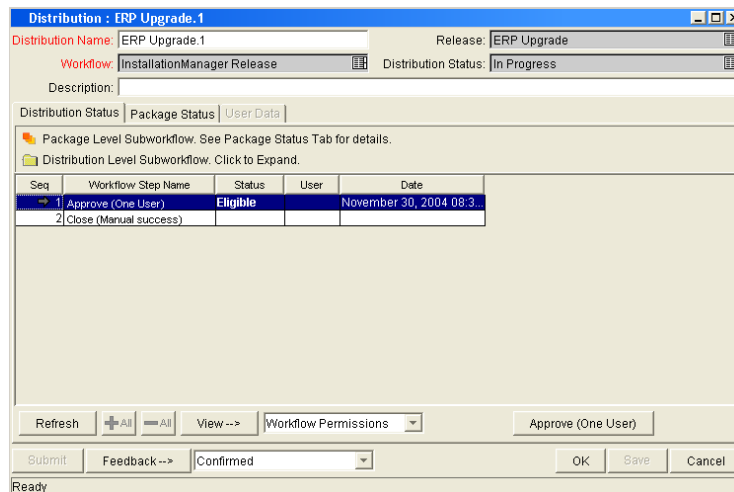 Distribution : ERP Upgrade.1
Distribution Name: ERP Upgrade.1 Release: ERP Upgrade
Workflow: InstallationManager Release Distribution Status: In Progress
Description:
Distribution Status Package Status User Data
Package Level Subworkflow. See Package Status Tab for details.
Distribution Level Subworkflow. Click to Expand.
Seq Workflow Step Name Status User Date
1 Approve (One User) Eligible November 30, 2004 08:3...
2 Close (Manual success)
Refresh All All View --> Workflow Permissions Approve (One User)
Submit Feedback --> Confirmed OK Save Cancel
Ready